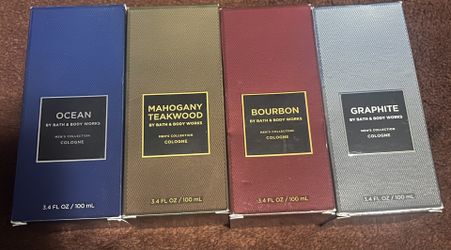 OCEAN
BY BATH & BODY WORKS
MEN'S COLLECTION
COLOGNE
3.4 FL OZ / 100 mL
MAHOGANY
TEAKWOOD
BY BATH & BODY WORKS
MEN'S COLLECTION
COLOGNE
3.4 FL OZ / 100 mL
BOURBON
BY BATH & BODY WORKS
MEN'S COLLECTION
COLOGNE
3.4 FL OZ / 100 mL
GRAPHITE
BY BATH & BODY WORKS
MEN'S COLLECTION
COLOGNE
3.4 FL OZ / 100 mL